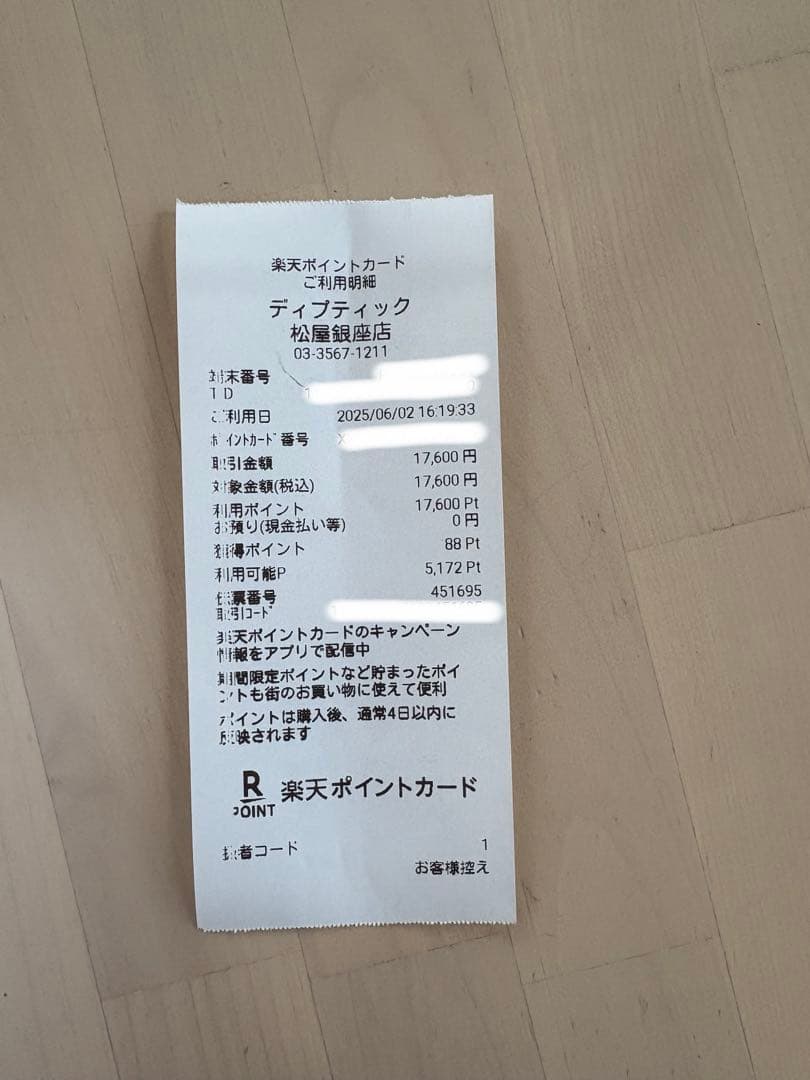 楽天ポイントカード
ご利用明細
ディプティック
松屋銀座店
03-3567-1211
端末番号
TID
ご利用日 2025/06/02 16:19:33
ポイントカード番号
取引金額 17,600 円
対象金額(税込) 17,600 円
利用ポイント 17,600 Pt
お預り(現金払い等) 0 円
獲得ポイント 88 Pt
利用可能P 5,172 Pt
伝票番号 451695
取引コード
楽天ポイントカードのキャンペーン
情報をアプリで配信中
期間限定ポイントなど貯まったポイ
ントも街のお買い物に使えて便利
ポイントは購入後、通常4日以内に
反映されます
R
POINT
楽天ポイントカード
扱者コード 1
お客様控え